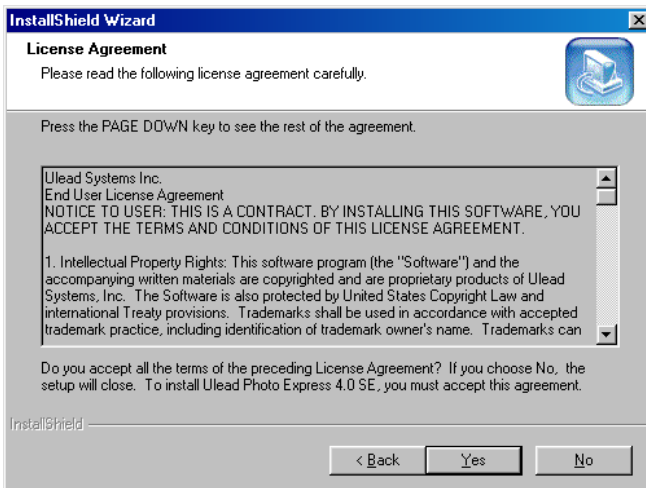 InstallShield Wizard
License Agreement
Please read the following license agreement carefully.
Press the PAGE DOWN key to see the rest of the agreement.
Ulead Systems Inc.
End User License Agreement
NOTICE TO USER: THIS IS A CONTRACT. BY INSTALLING THIS SOFTWARE, YOU
ACCEPT THE TERMS AND CONDITIONS OF THIS LICENSE AGREEMENT.
1. Intellectual Property Rights: This software program (the "Software") and the
accompanying written materials are copyrighted and are proprietary products of Ulead
Systems, Inc.  The Software is also protected by United States Copyright Law and
international Treaty provisions.  Trademarks shall be used in accordance with accepted
trademark practice, including identification of trademark owner's name.  Trademarks can
Do you accept all the terms of the preceding License Agreement?  If you choose No,  the
setup will close.  To install Ulead Photo Express 4.0 SE, you must accept this agreement.
InstallShield
< Back
Yes
No